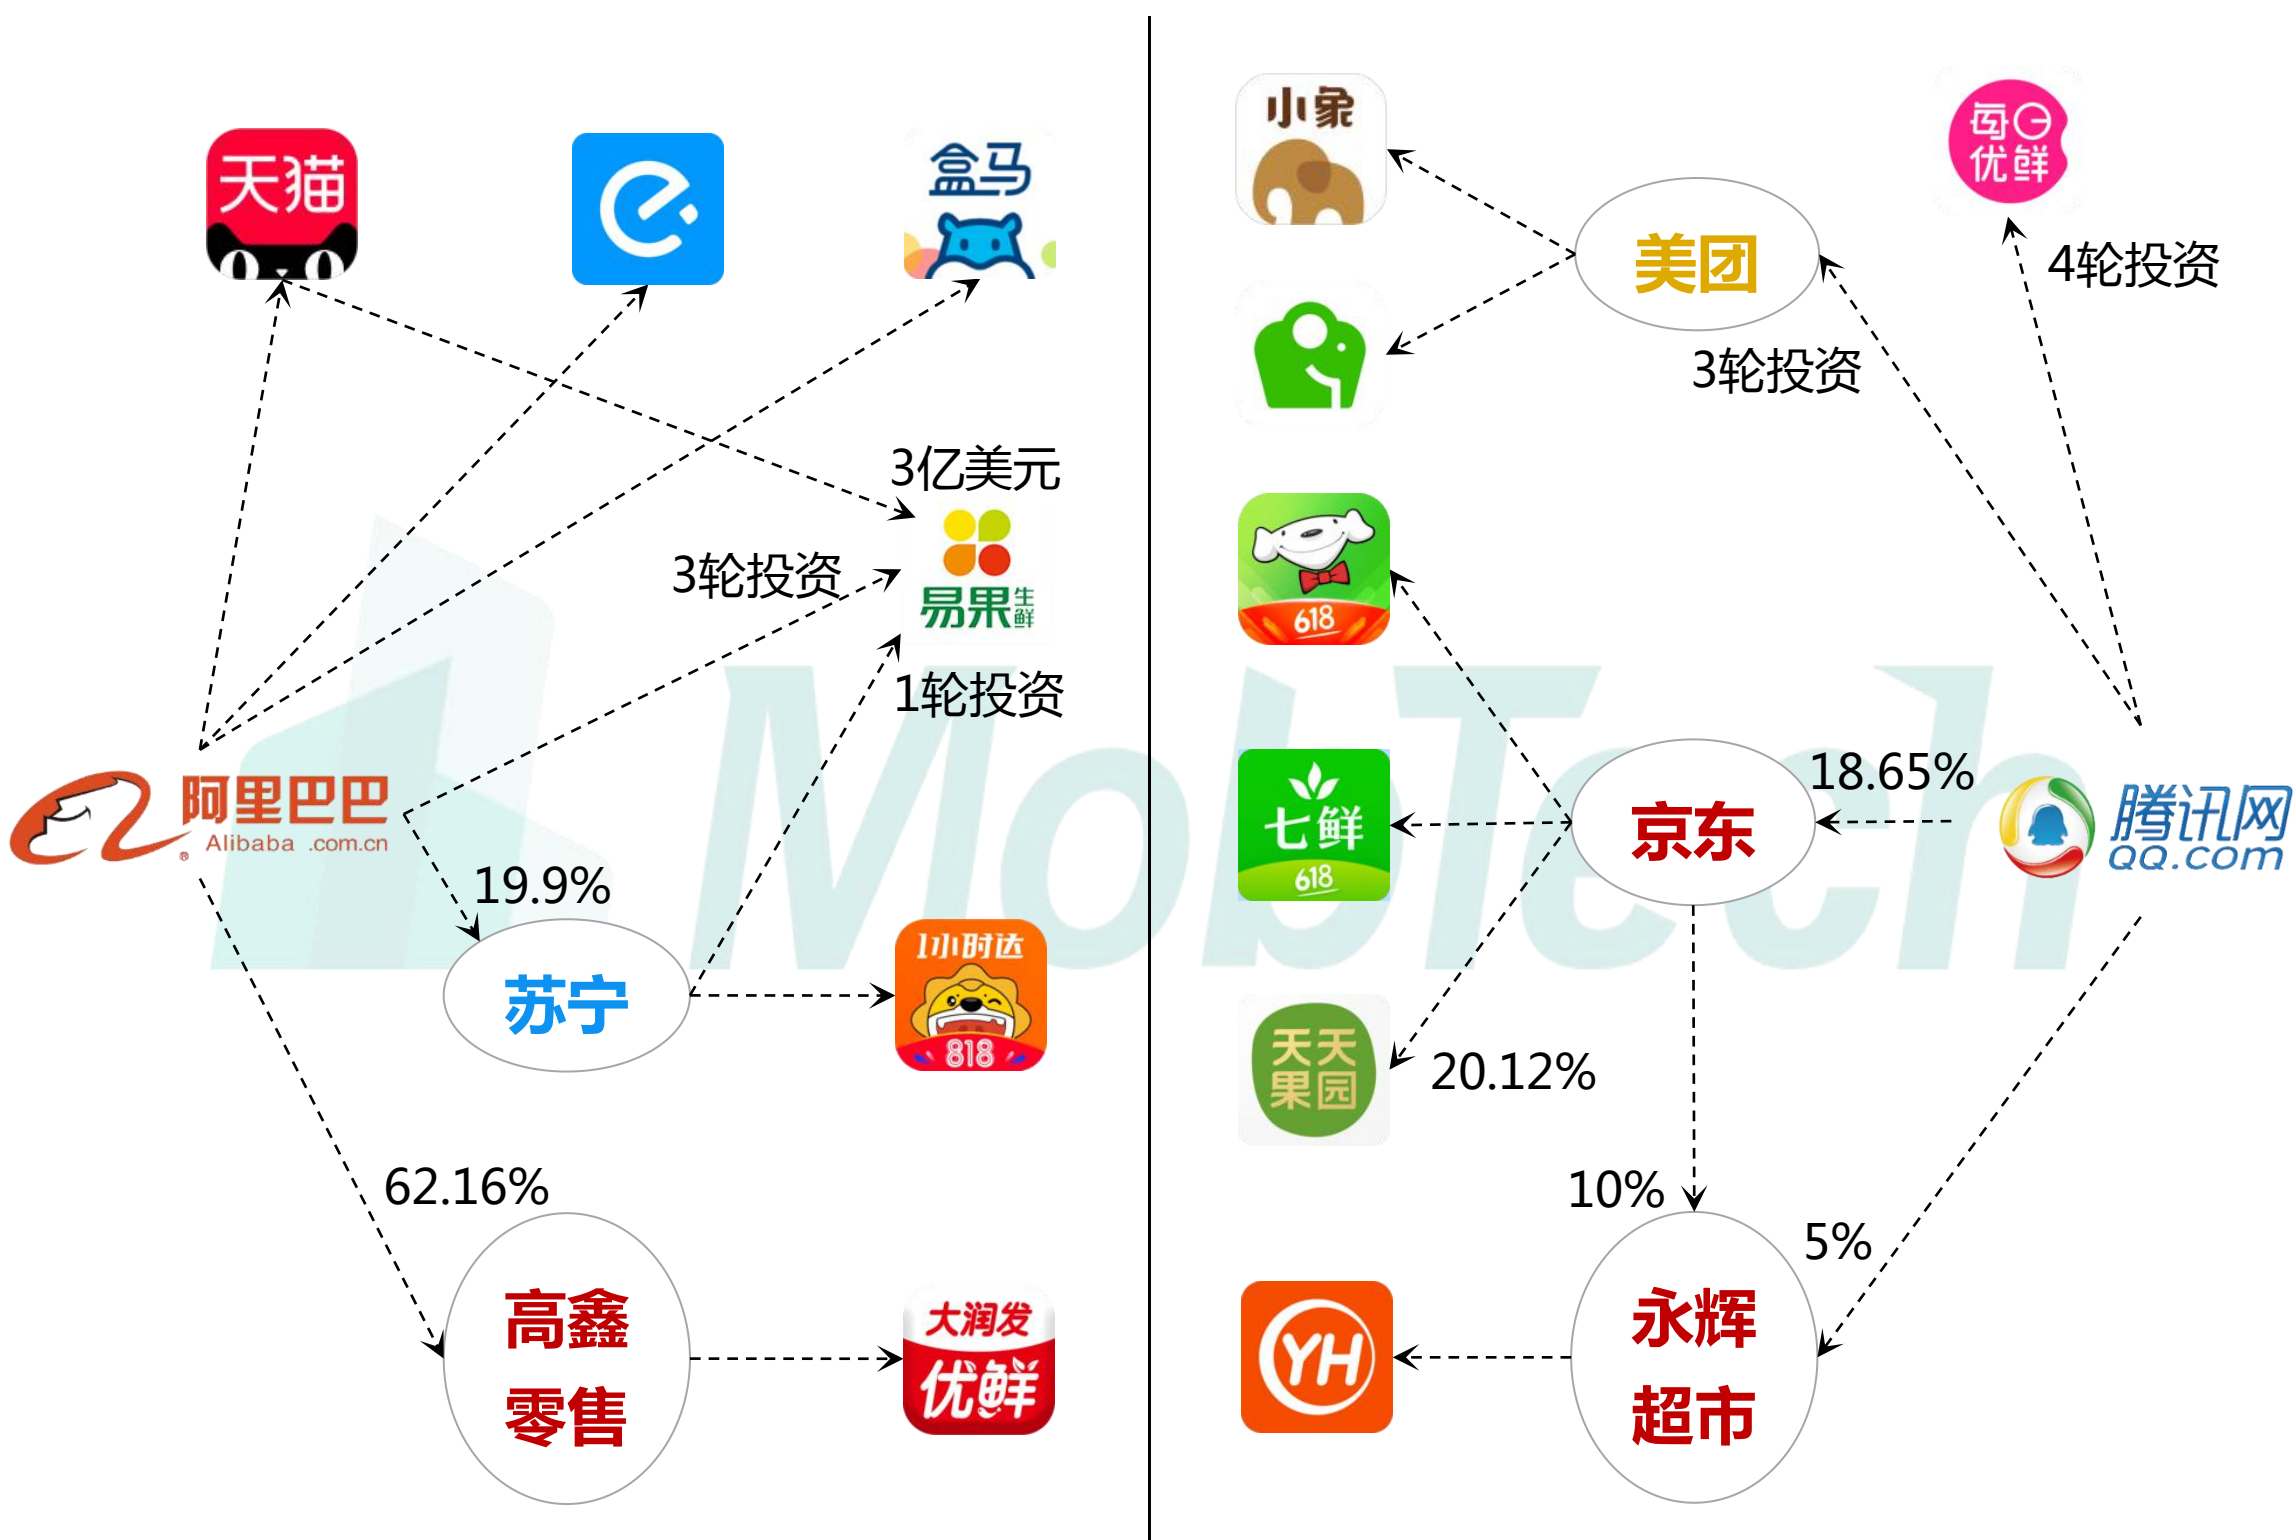 天猫
盒马
3亿美元
易果生鲜
3轮投资
1轮投资
阿里巴巴
Alibaba.com.cn
®
19.9%
苏宁
1小时达
818
62.16%
高鑫
零售
大润发
优鲜
小象
美团
每日
优鲜
4轮投资
3轮投资
618
七鲜
618
京东
18.65%
腾讯网
QQ.com
天天
果园
20.12%
10%
5%
YH
永辉
超市
MobTech